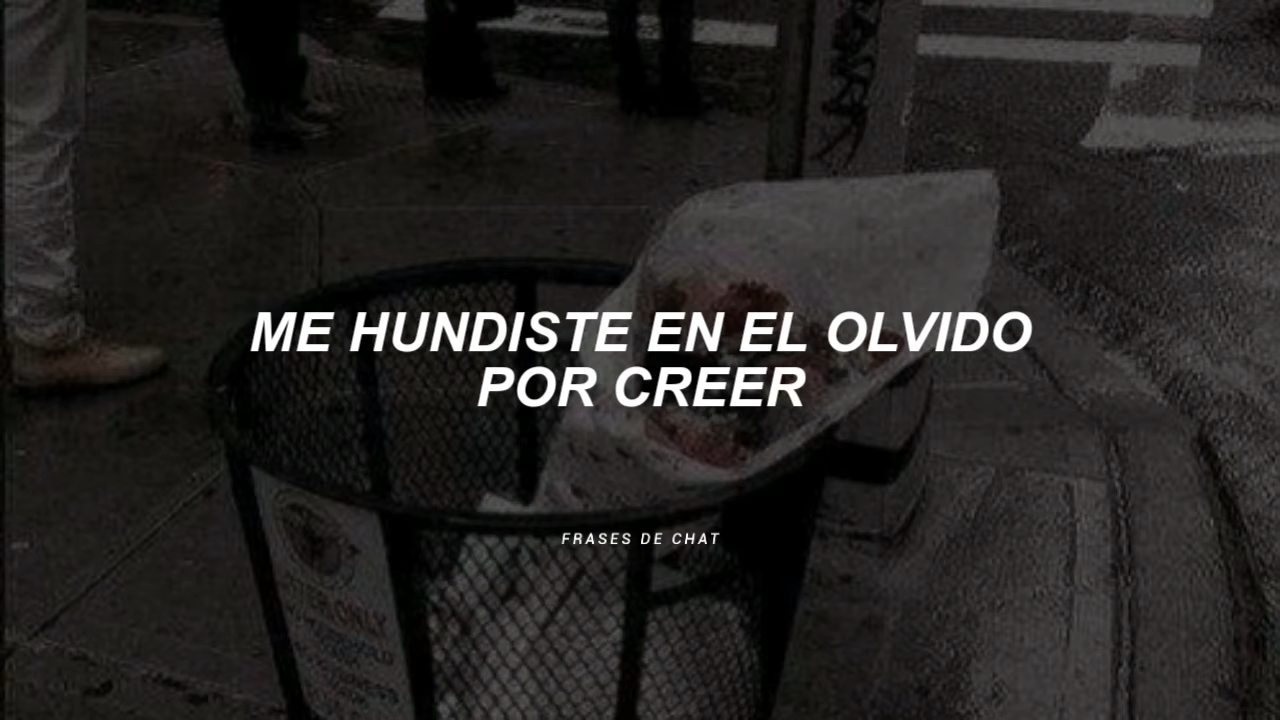 ME HUNDISTE EN EL OLVIDO
POR CREER
FRASES DE CHAT